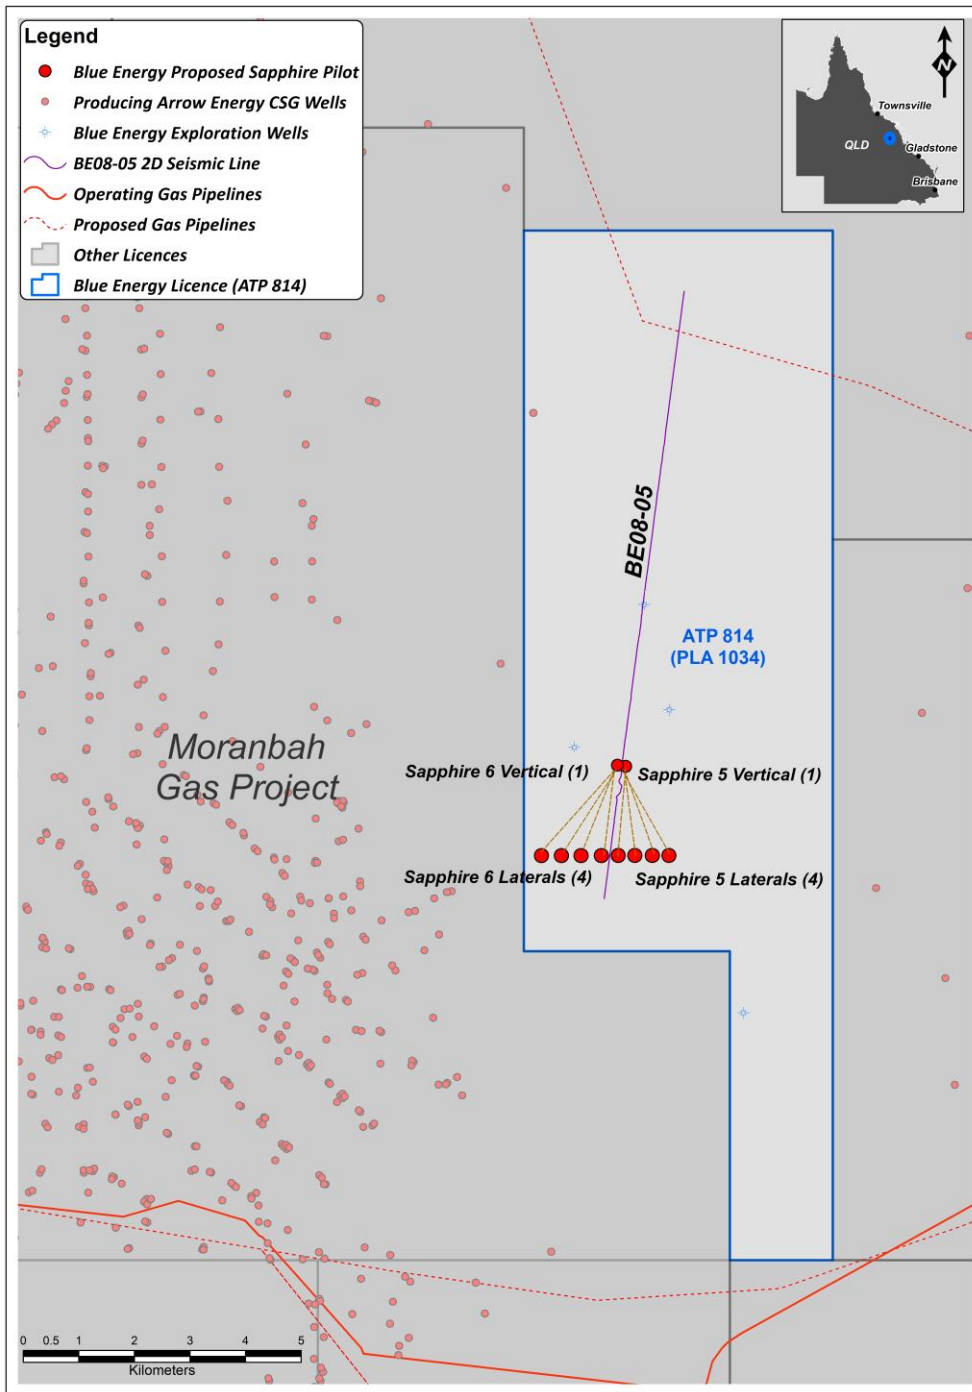 Legend
Blue Energy Proposed Sapphire Pilot
Producing Arrow Energy CSG Wells
Blue Energy Exploration Wells
BE08-05 2D Seismic Line
Operating Gas Pipelines
Proposed Gas Pipelines
Other Licences
Blue Energy Licence (ATP 814)
N
Townsville
QLD
Gladstone
Brisbane
BE08-05
ATP 814
(PLA 1034)
Moranbah
Gas Project
Sapphire 6 Vertical (1)
Sapphire 5 Vertical (1)
Sapphire 6 Laterals (4)
Sapphire 5 Laterals (4)
0 0.5 1 2 3 4 5
Kilometers